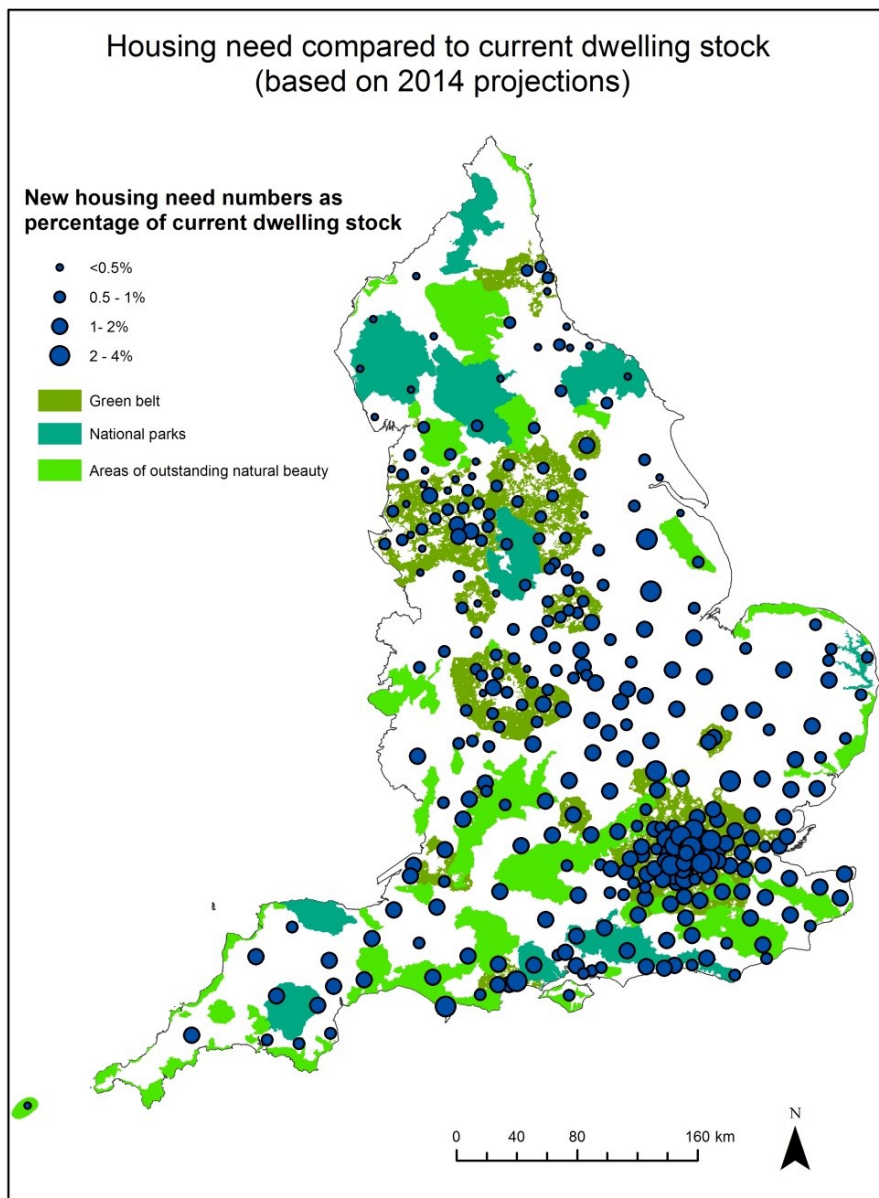 Housing need compared to current dwelling stock
(based on 2014 projections)
New housing need numbers as
percentage of current dwelling stock
<0.5%
0.5 - 1%
1- 2%
2 - 4%
Green belt
National parks
Areas of outstanding natural beauty
N
0 40 80 160 km